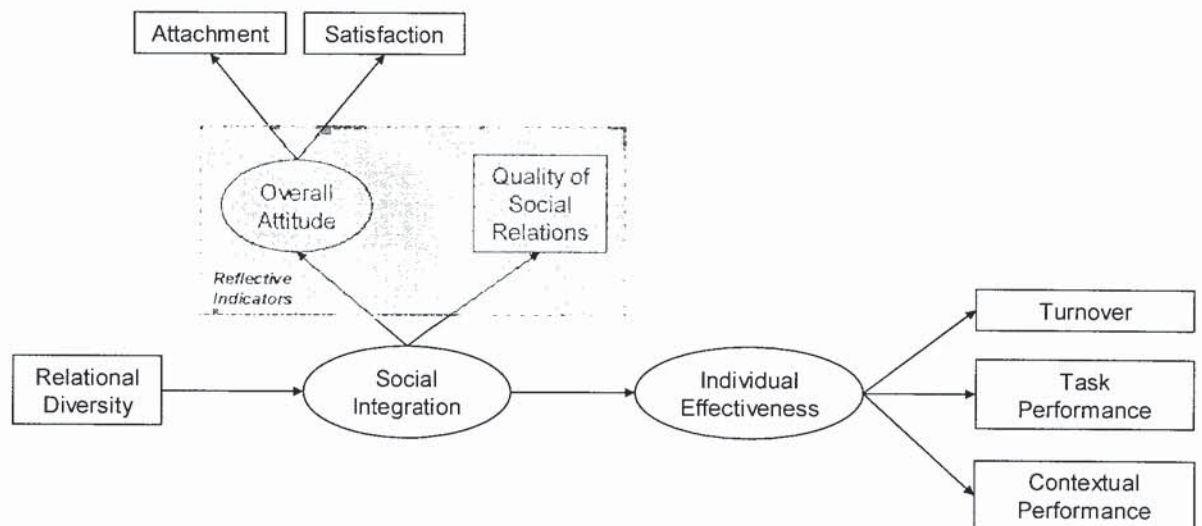 Attachment
Satisfaction
Overall
Attitude
Quality of
Social
Relations
Reflective
Indicators
Relational
Diversity
Social
Integration
Individual
Effectiveness
Turnover
Task
Performance
Contextual
Performance